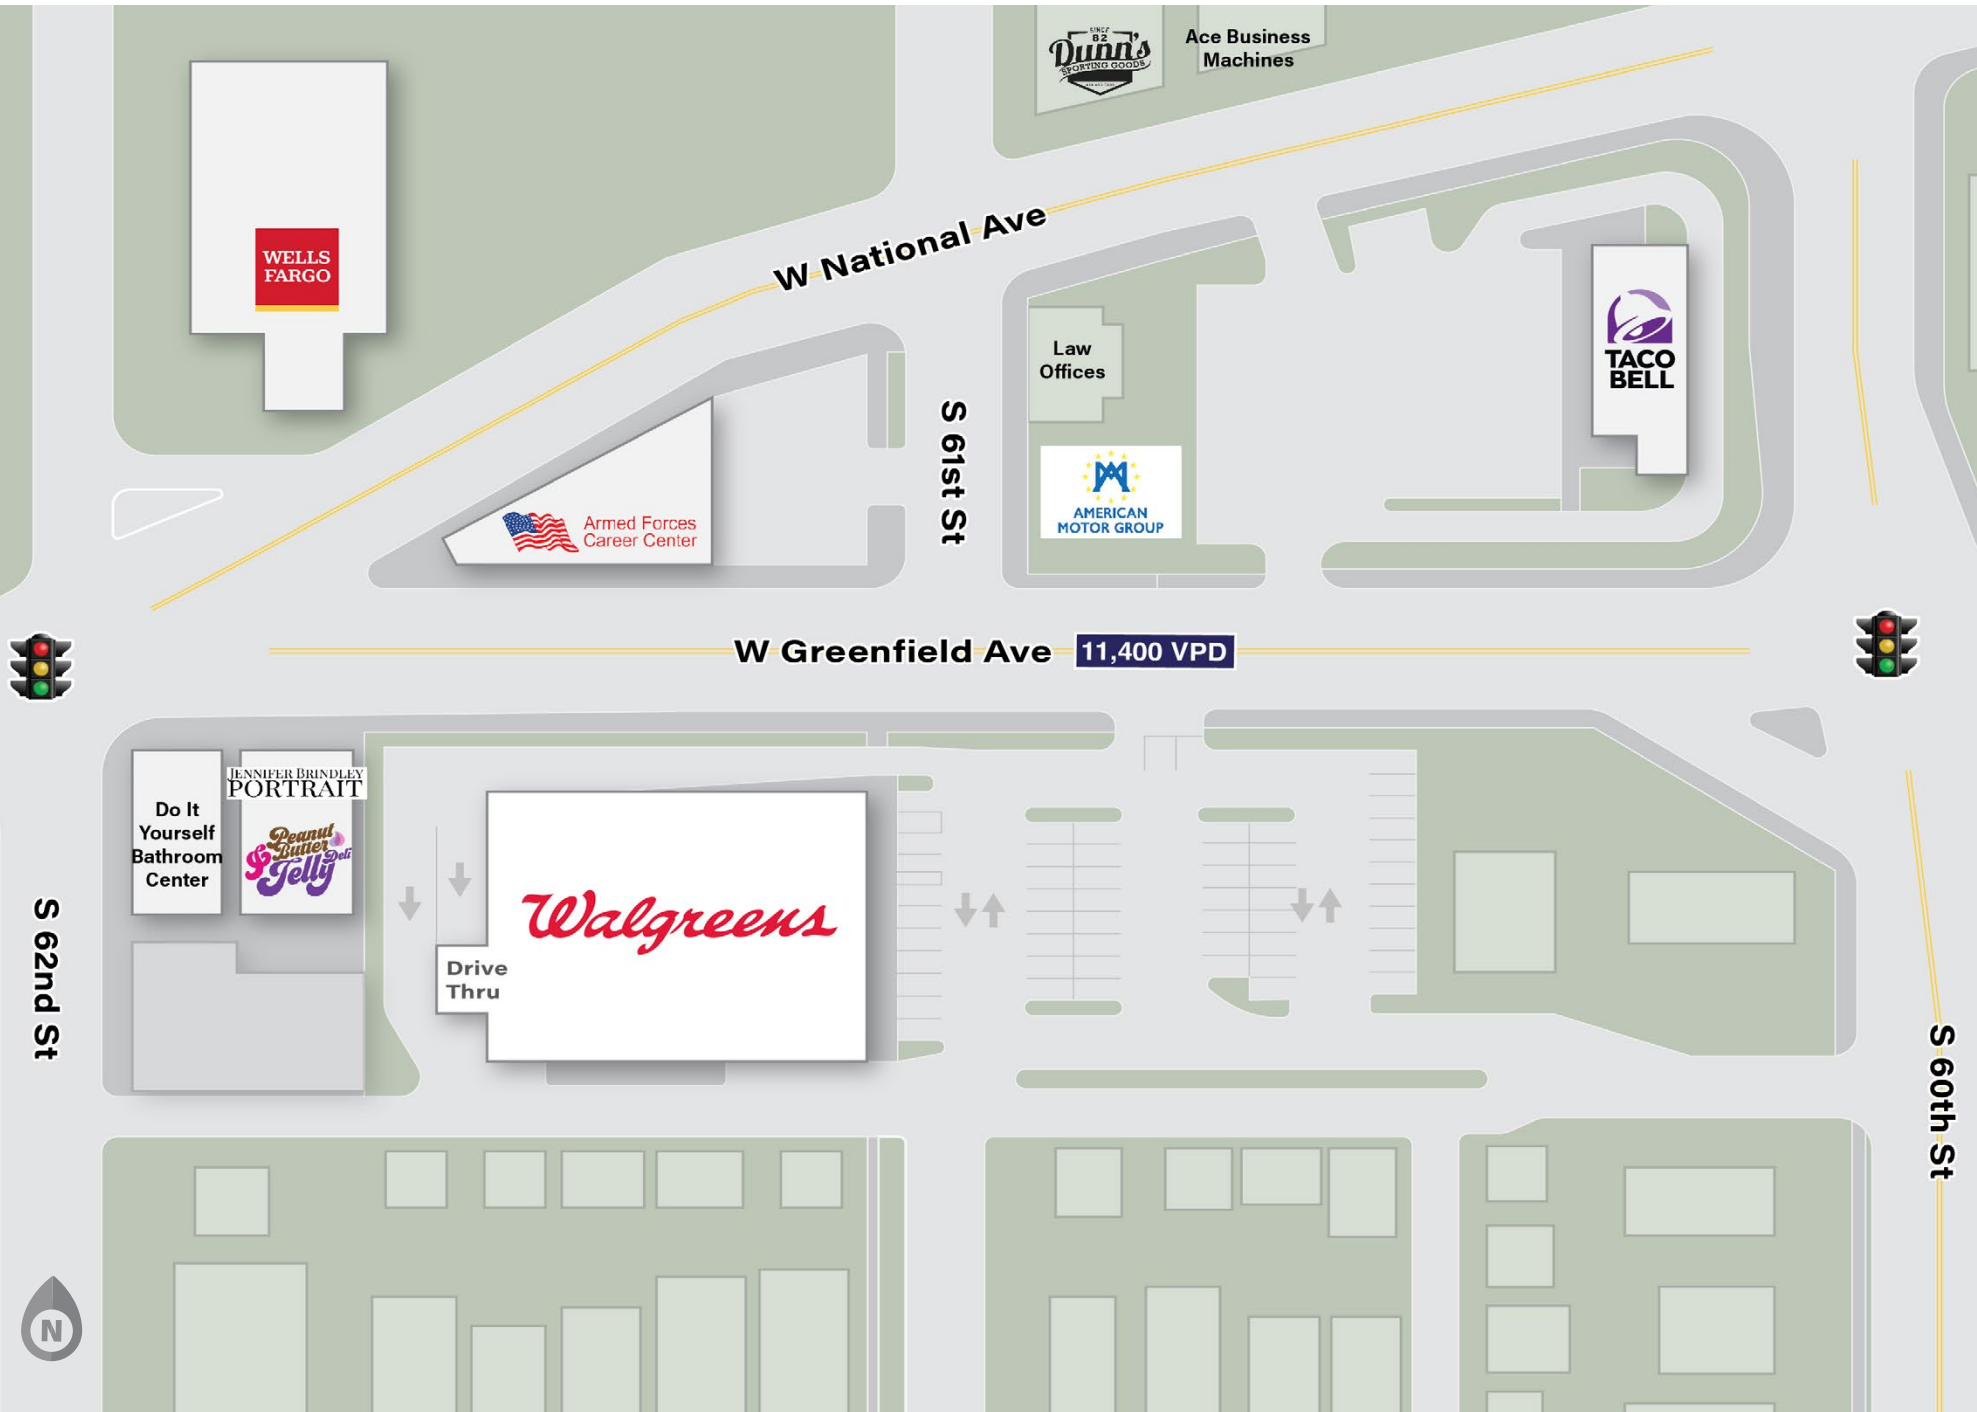 SINCE
82
Dunn's
SPORTING GOODS
Ace Business
Machines
WELLS
FARGO
W National Ave
Law
Offices
TACO
BELL
S 61st St
AMERICAN
MOTOR GROUP
Armed Forces
Career Center
W Greenfield Ave
11,400 VPD
JENNIFER BRINDLEY
PORTRAIT
Do It
Yourself
Bathroom
Center
Peanut
Butter
& Jelly
Deli
Walgreens
Drive
Thru
S 62nd St
S 60th St
N